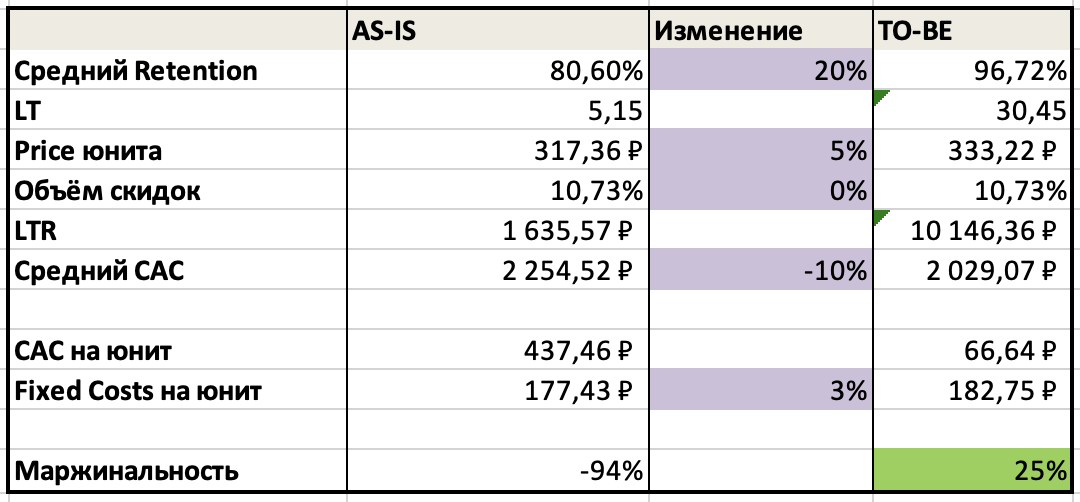 AS-IS Изменение TO-BE
Средний Retention 80,60% 20% 96,72%
LT 5,15 30,45
Price юнита 317,36 ₽ 5% 333,22 ₽
Объём скидок 10,73% 0% 10,73%
LTR 1 635,57 ₽ 10 146,36 ₽
Средний CAC 2 254,52 ₽ -10% 2 029,07 ₽
CAC на юнит 437,46 ₽ 66,64 ₽
Fixed Costs на юнит 177,43 ₽ 3% 182,75 ₽
Маржинальность -94% 25%